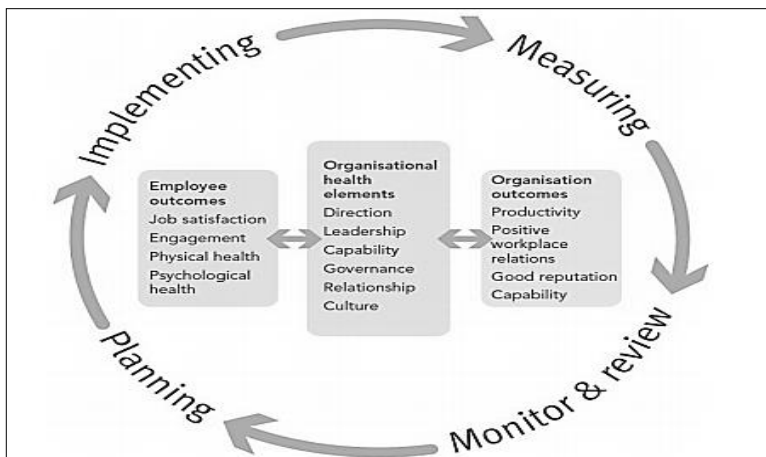 Implementing
Measuring
Monitor & review
Planning
Employee
outcomes
Job satisfaction
Engagement
Physical health
Psychological
health
Organisational
health
elements
Direction
Leadership
Capability
Governance
Relationship
Culture
Organisation
outcomes
Productivity
Positive
workplace
relations
Good reputation
Capability